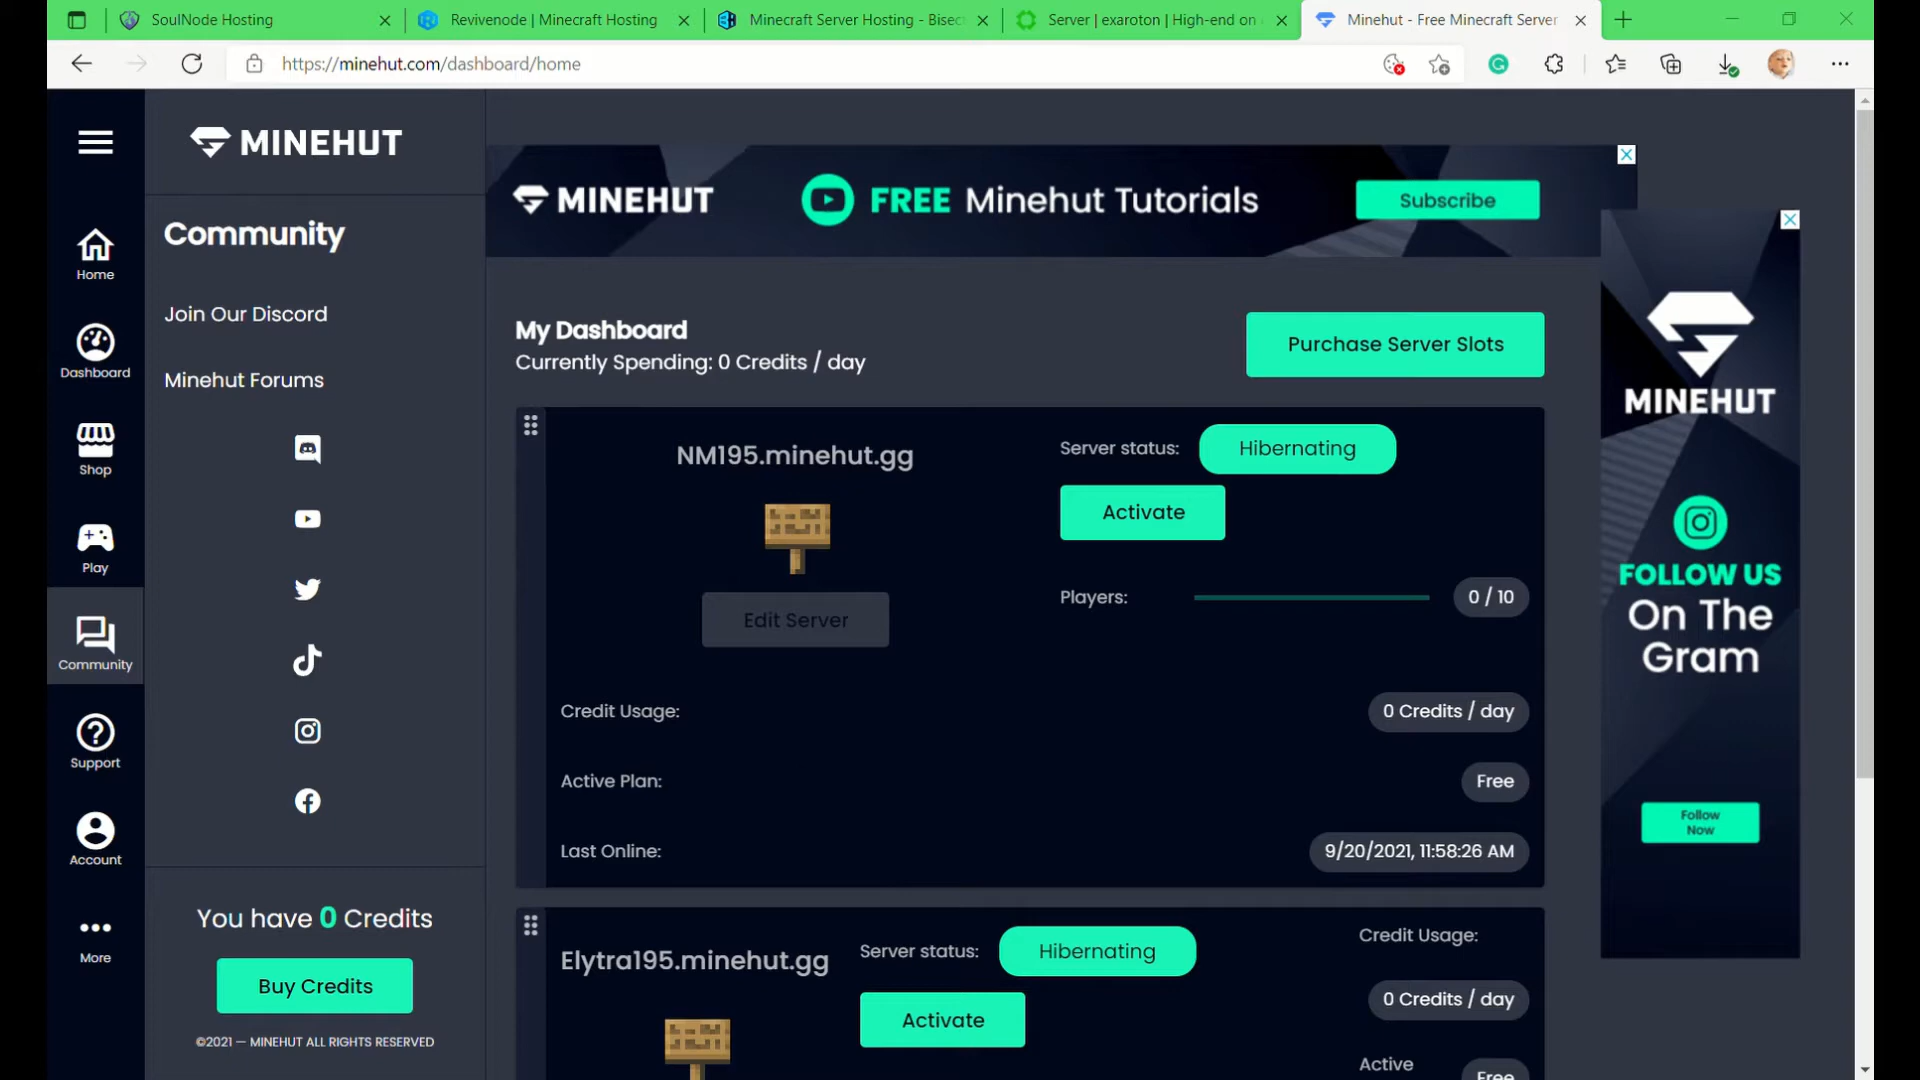 SoulNode Hosting
Revivenode | Minecraft Hosting
Minecraft Server Hosting - Bisec
Server | exaroton | High-end on
Minehut - Free Minecraft Server
https://minehut.com/dashboard/home
MINEHUT
Home
Dashboard
Shop
Play
Community
Support
Account
More
Community
Join Our Discord
Minehut Forums
You have 0 Credits
Buy Credits
©2021 — MINEHUT ALL RIGHTS RESERVED
MINEHUT
FREE Minehut Tutorials
Subscribe
My Dashboard
Currently Spending: 0 Credits / day
Purchase Server Slots
NM195.minehut.gg
Edit Server
Server status: Hibernating
Activate
Players: 0 / 10
Credit Usage: 0 Credits / day
Active Plan: Free
Last Online: 9/20/2021, 11:58:26 AM
Elytra195.minehut.gg
Server status: Hibernating
Activate
Credit Usage:
0 Credits / day
Active
Free
MINEHUT
FOLLOW US
On The
Gram
Follow
Now